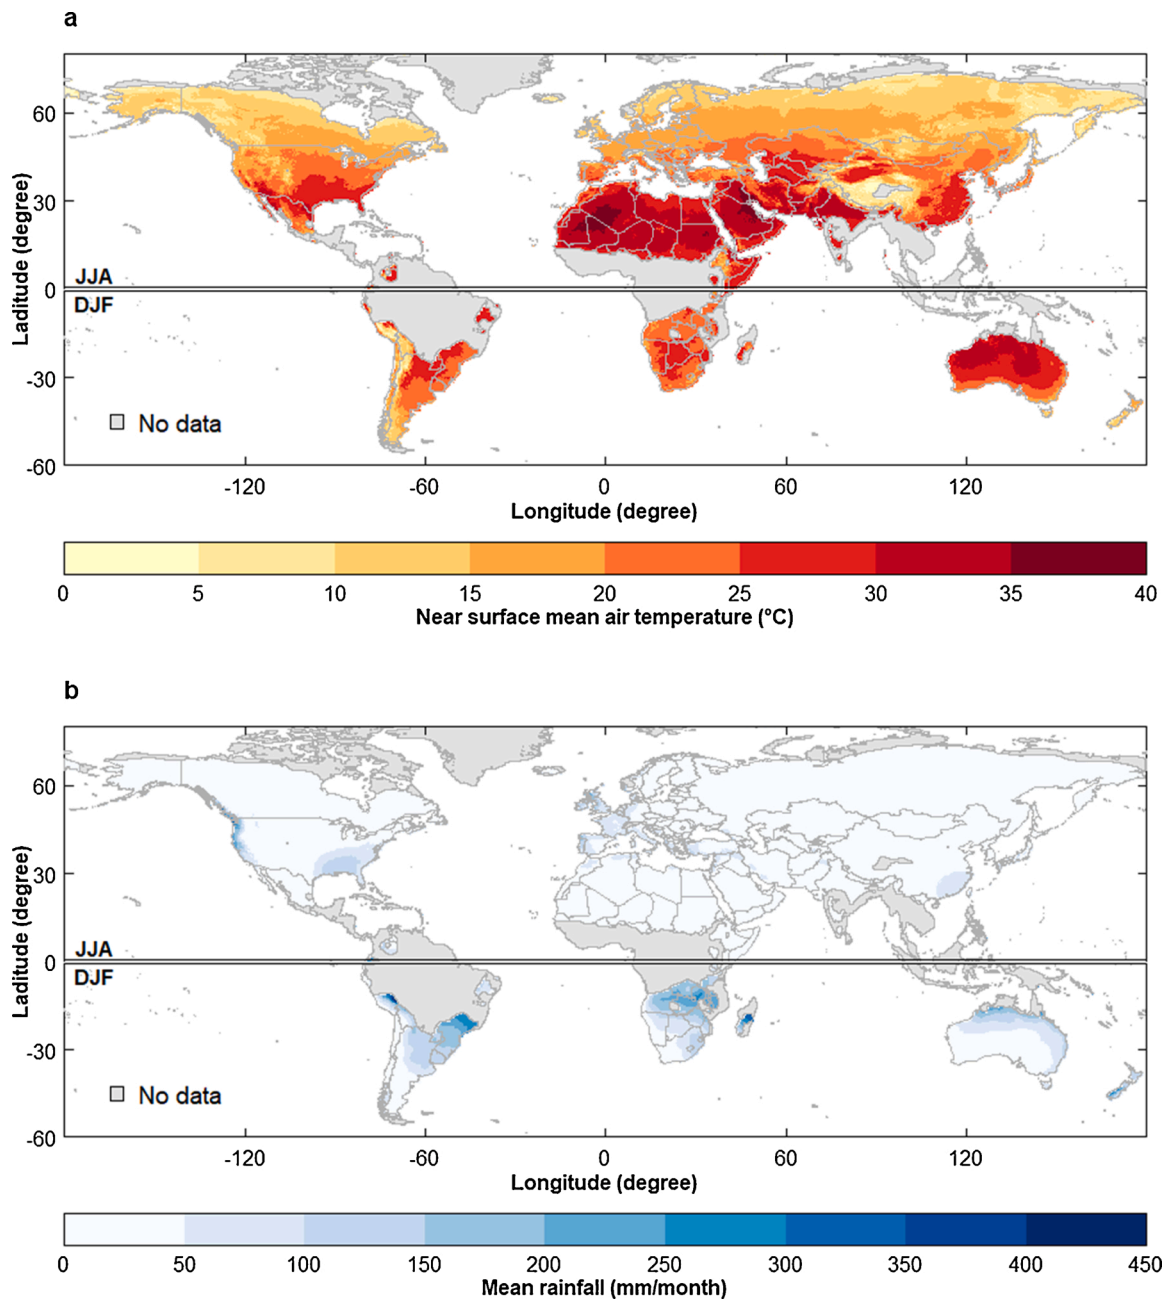 a
60
30
0
-30
-60
Laditude (degree)
JJA
DJF
No data
-120
-60
0
60
120
Longitude (degree)
0
5
10
15
20
25
30
35
40
Near surface mean air temperature (°C)
b
60
30
0
-30
-60
Laditude (degree)
JJA
DJF
No data
-120
-60
0
60
120
Longitude (degree)
0
50
100
150
200
250
300
350
400
450
Mean rainfall (mm/month)